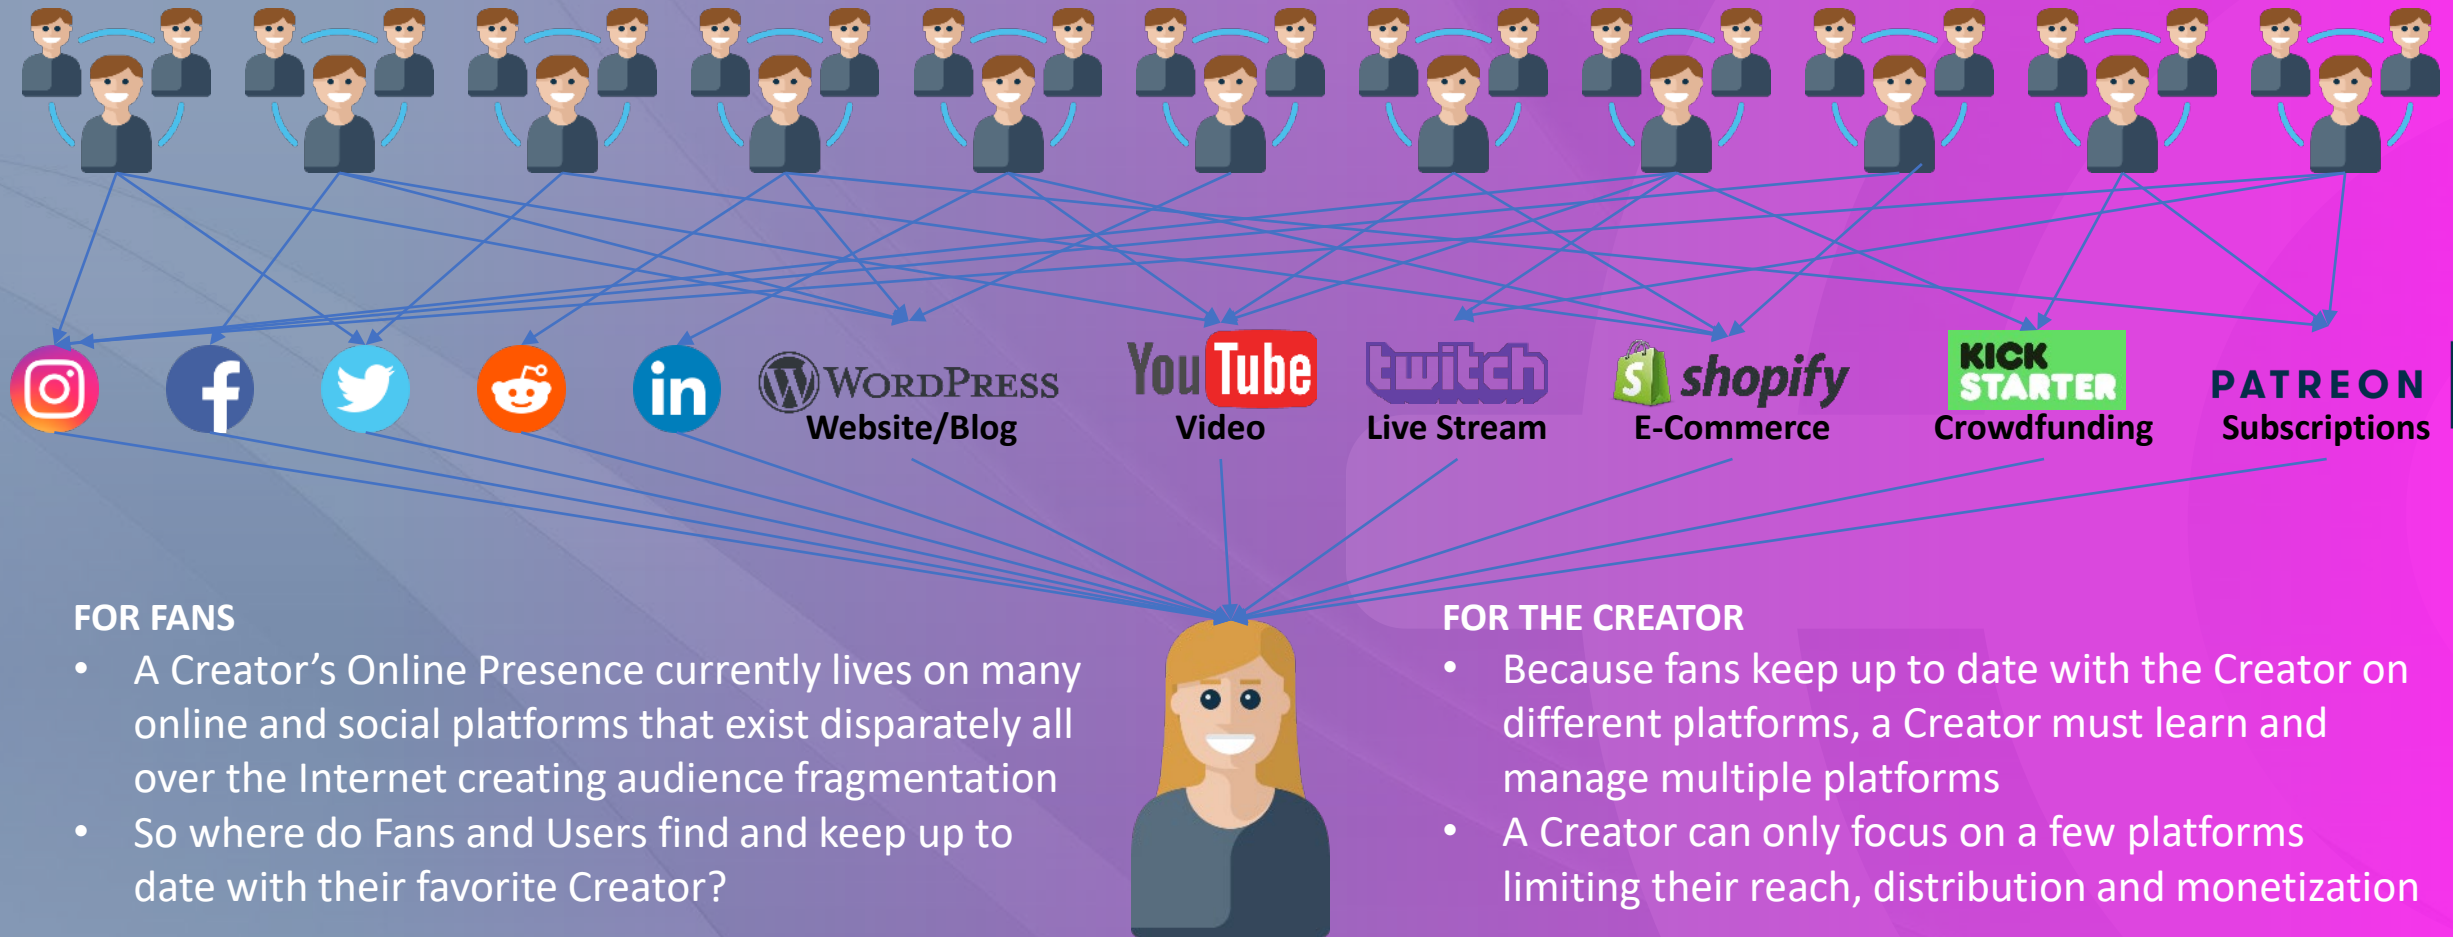 in
WORDPRESS
Website/Blog
YouTube
Video
twitch
Live Stream
shopify
E-Commerce
KICK
STARTER
Crowdfunding
PATREON
Subscriptions
FOR FANS
• A Creator’s Online Presence currently lives on many
online and social platforms that exist disparately all
over the Internet creating audience fragmentation
• So where do Fans and Users find and keep up to
date with their favorite Creator?
FOR THE CREATOR
• Because fans keep up to date with the Creator on
different platforms, a Creator must learn and
manage multiple platforms
• A Creator can only focus on a few platforms
limiting their reach, distribution and monetization